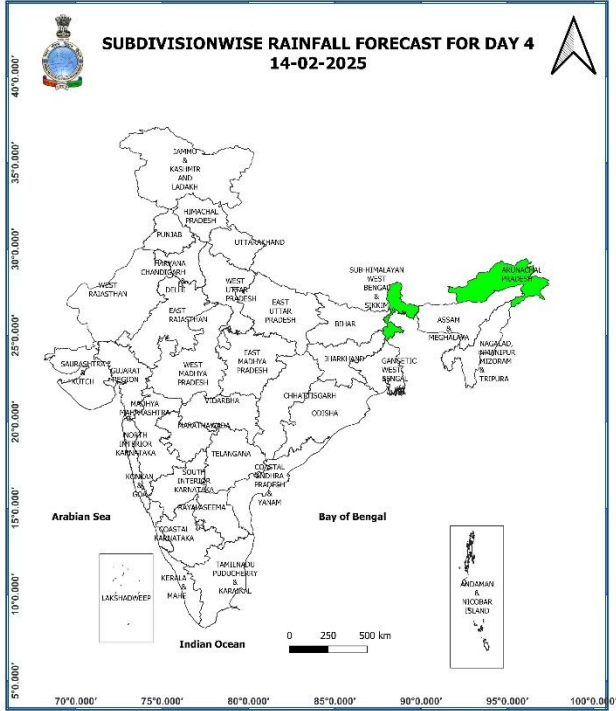 SUBDIVISIONWISE RAINFALL FORECAST FOR DAY 4
14-02-2025
40°0.000'
35°0.000'
30°0.000'
25°0.000'
20°0.000'
15°0.000'
10°0.000'
5°0.000'
JAMMO
&
KASHMIR
AND
LADAKH
HIMACHAL
PRADESH
PUNJAB
UTTARAKHAND
HARYANA
CHANDIGARH
DELHI
WEST
RAJASTHAN
WEST
UTTAR
PRADESH
EAST
RAJASTHAN
EAST
UTTAR
PRADESH
SUB-HIMALAYAN
WEST
BENGAL
&
SIKKIM
ARUNACHAL
PRADESH
BIHAR
ASSAM
&
MEGHALAYA
NAGALAD,
MANIPUR
MIZORAM
&
TRIPURA
SAURASHTRA
&
KUTCH
GUJARAT
REGION
WEST
MADHYA
PRADESH
EAST
MADHYA
PRADESH
JHARKHAND
GANGETIC
WEST
BENGAL
CHHATTISGARH
ODISHA
MADHYA
MAHARASHTRA
VIDARBHA
MARATHAWADA
NORTH
INTERIOR
KARNATAKA
TELANGANA
KONKAN
&
GOA
SOUTH
INTERIOR
KARNATAKA
COASTAL
ANDHRA
PRADESH
&
YANAM
RAYALASEEMA
Arabian Sea
Bay of Bengal
COASTAL
KARNATAKA
LAKSHADWEEP
KERALA
&
MAHE
TAMILNADU
PUDUCHERRY
&
KARAIKAL
ANDAMAN
&
NICOBAR
ISLAND
Indian Ocean
0 250 500 km
70°0.000' 75°0.000' 80°0.000' 85°0.000' 90°0.000' 95°0.000' 100°0.000'